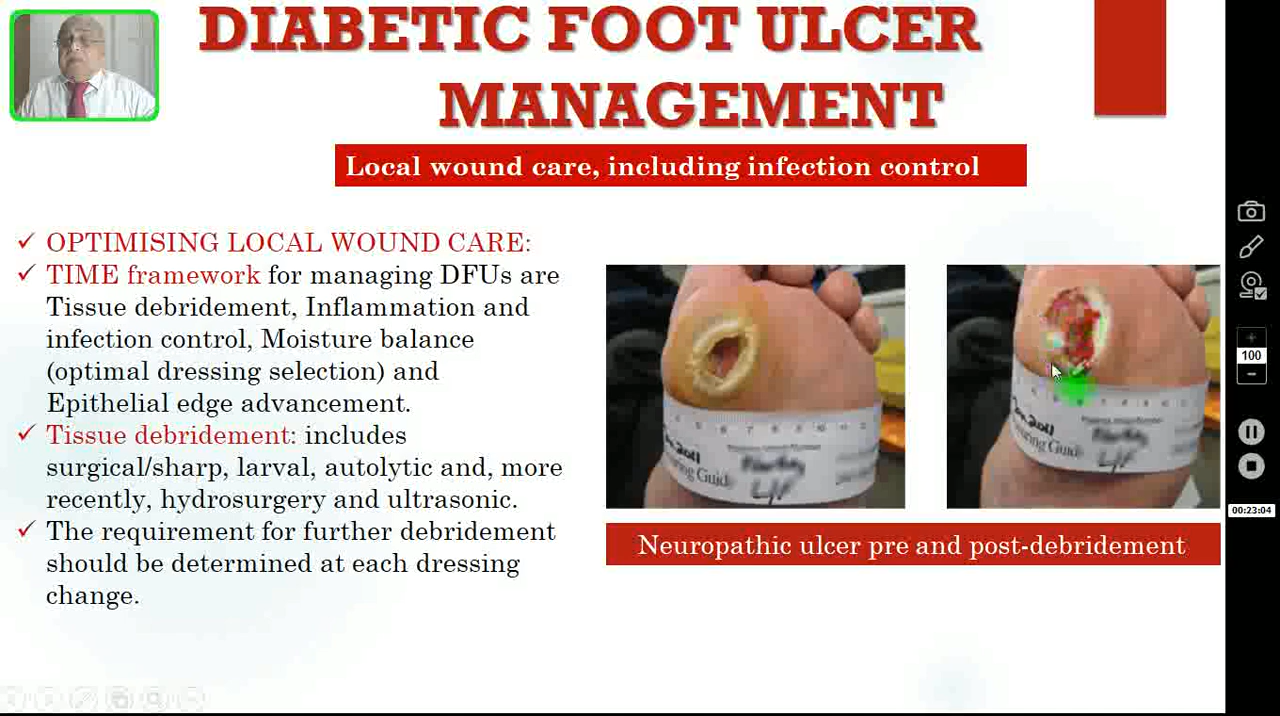 DIABETIC FOOT ULCER
MANAGEMENT
Local wound care, including infection control
✓ OPTIMISING LOCAL WOUND CARE:
✓ TIME framework for managing DFUs are
Tissue debridement, Inflammation and
infection control, Moisture balance
(optimal dressing selection) and
Epithelial edge advancement.
✓ Tissue debridement: includes
surgical/sharp, larval, autolytic and, more
recently, hydrosurgery and ultrasonic.
✓ The requirement for further debridement
should be determined at each dressing
change.
Neuropathic ulcer pre and post-debridement
100
00:23:04